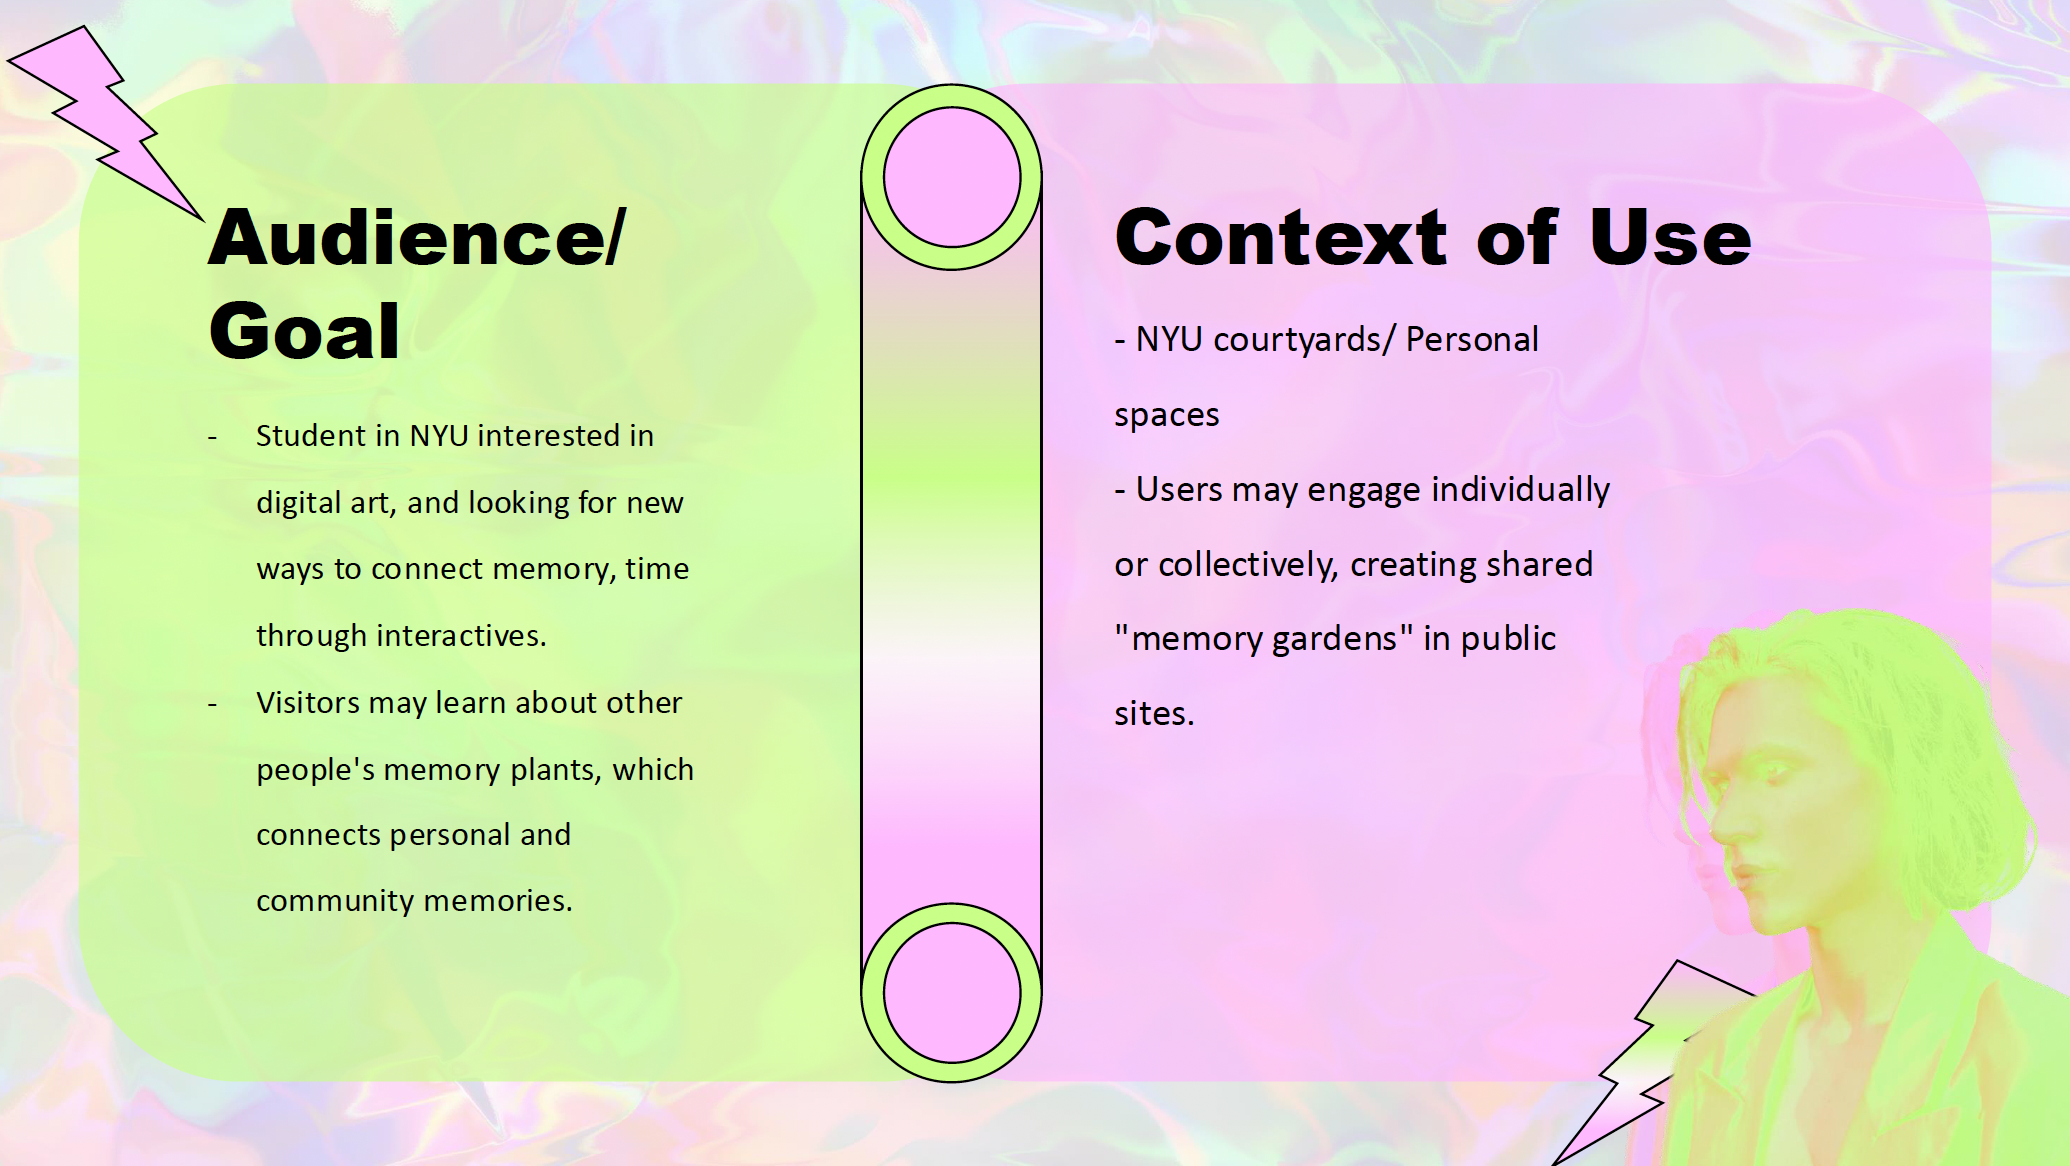 Audience/
Goal
- Student in NYU interested in
digital art, and looking for new
ways to connect memory, time
through interactives.
- Visitors may learn about other
people's memory plants, which
connects personal and
community memories.
Context of Use
- NYU courtyards/ Personal
spaces
- Users may engage individually
or collectively, creating shared
"memory gardens" in public
sites.